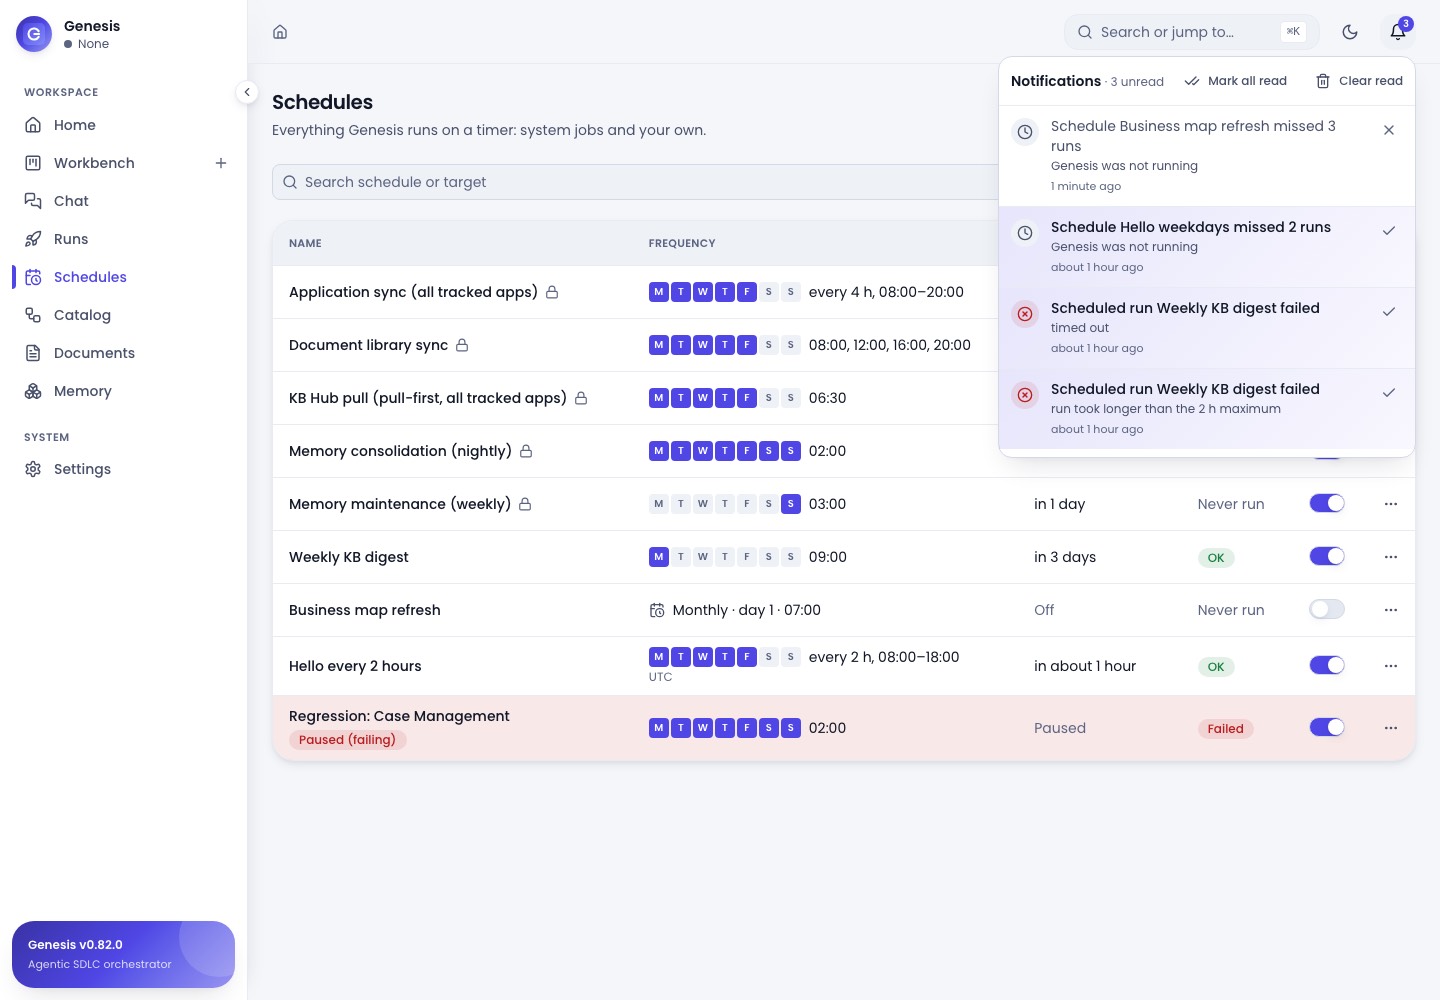 Genesis
None
WORKSPACE
Home
Workbench
Chat
Runs
Schedules
Catalog
Documents
Memory
SYSTEM
Settings
Genesis v0.82.0
Agentic SDLC orchestrator
Search or jump to...
⌘K
3
Schedules
Everything Genesis runs on a timer: system jobs and your own.
Search schedule or target
Notifications · 3 unread
Mark all read
Clear read
Schedule Business map refresh missed 3
runs
Genesis was not running
1 minute ago
Schedule Hello weekdays missed 2 runs
Genesis was not running
about 1 hour ago
Scheduled run Weekly KB digest failed
timed out
about 1 hour ago
Scheduled run Weekly KB digest failed
run took longer than the 2 h maximum
about 1 hour ago
NAME FREQUENCY
Application sync (all tracked apps) M T W T F S S every 4 h, 08:00–20:00
Document library sync M T W T F S S 08:00, 12:00, 16:00, 20:00
KB Hub pull (pull-first, all tracked apps) M T W T F S S 06:30
Memory consolidation (nightly) M T W T F S S 02:00
Memory maintenance (weekly) M T W T F S S 03:00 in 1 day Never run
Weekly KB digest M T W T F S S 09:00 in 3 days OK
Business map refresh Monthly · day 1 · 07:00 Off Never run
Hello every 2 hours M T W T F S S every 2 h, 08:00–18:00 in about 1 hour OK
UTC
Regression: Case Management M T W T F S S 02:00 Paused Failed
Paused (failing)